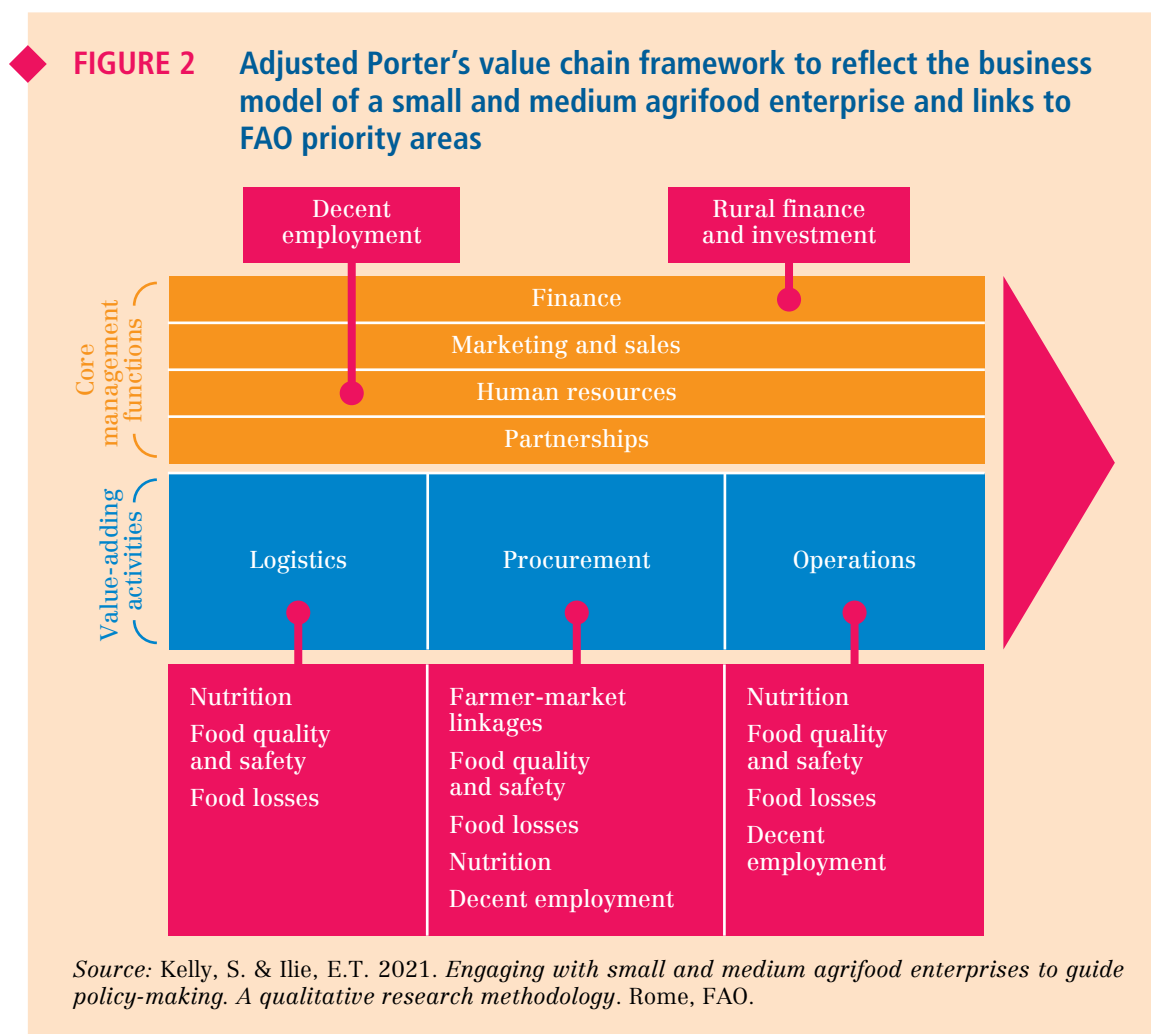 FIGURE 2
Adjusted Porter’s value chain framework to reflect the business
model of a small and medium agrifood enterprise and links to
FAO priority areas
Decent
employment
Rural finance
and investment
Core
management
functions
Finance
Marketing and sales
Human resources
Partnerships
Value-adding
activities
Logistics
Procurement
Operations
Nutrition
Food quality
and safety
Food losses
Farmer-market
linkages
Food quality
and safety
Food losses
Nutrition
Decent employment
Nutrition
Food quality
and safety
Food losses
Decent
employment
Source: Kelly, S. & Ilie, E.T. 2021. Engaging with small and medium agrifood enterprises to guide
policy-making. A qualitative research methodology. Rome, FAO.